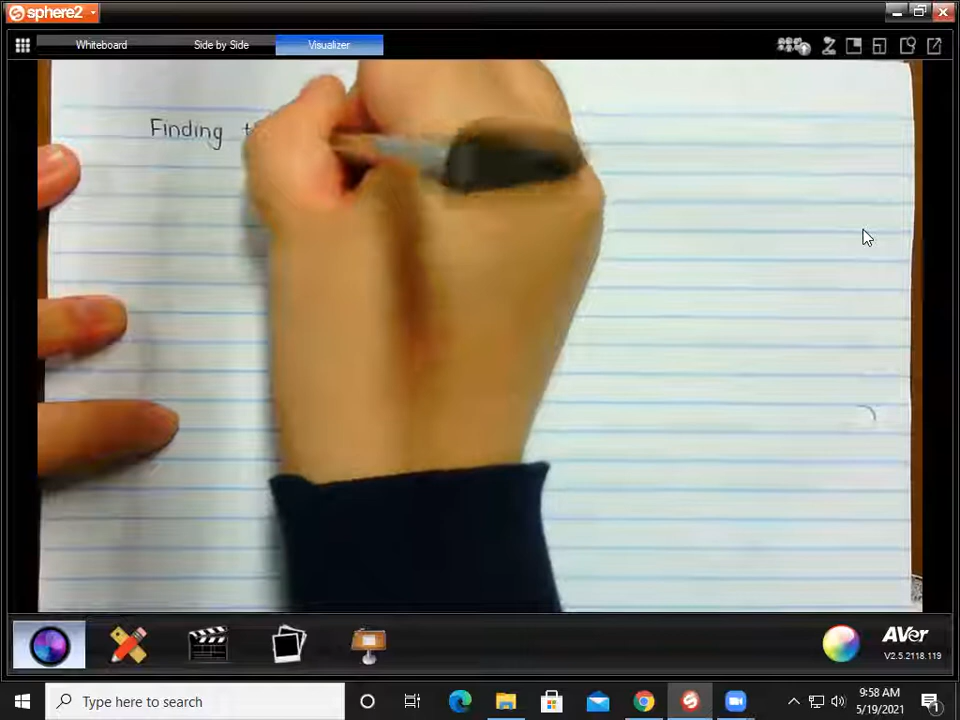 sphere2
Whiteboard
Side by Side
Visualizer
Finding
AVer
V2.5.2118.119
Type here to search
9:58 AM
5/19/2021
1